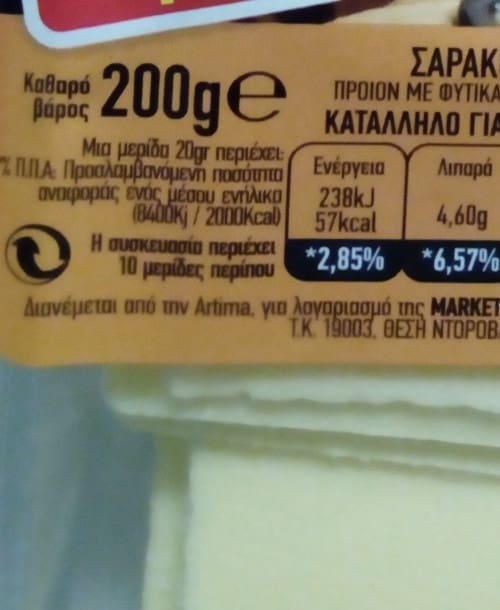 Καθαρό βάρος 200g e
ΣΑΡΑΚ
ΠΡΟΙΟΝ ΜΕ ΦΥΤΙΚΑ
ΚΑΤΑΛΛΗΛΟ ΓΙΑ
Μια μερίδα 20gr περιέχει:
% Π.Π.Α: Προσλαμβανόμενη ποσότητα
αναφοράς ενός μέσου ενήλικα
(8400Kj / 2000Kcal)
Ενέργεια
238kJ
57kcal
*2,85%
Λιπαρά
4,60g
*6,57%
Η συσκευασία περιέχει
10 μερίδες περίπου
Διανέμεται από την Artima, για λογαριασμό της MARKET
Τ.Κ. 19003, ΘΕΣΗ ΝΤΟΡΟΒ